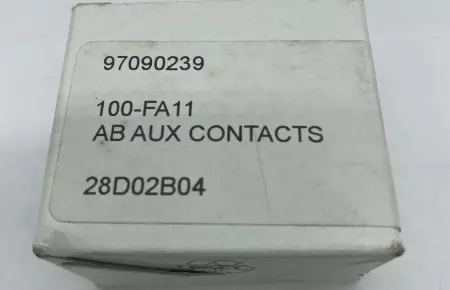 97090239
100-FA11
AB AUX CONTACTS
28D02B04